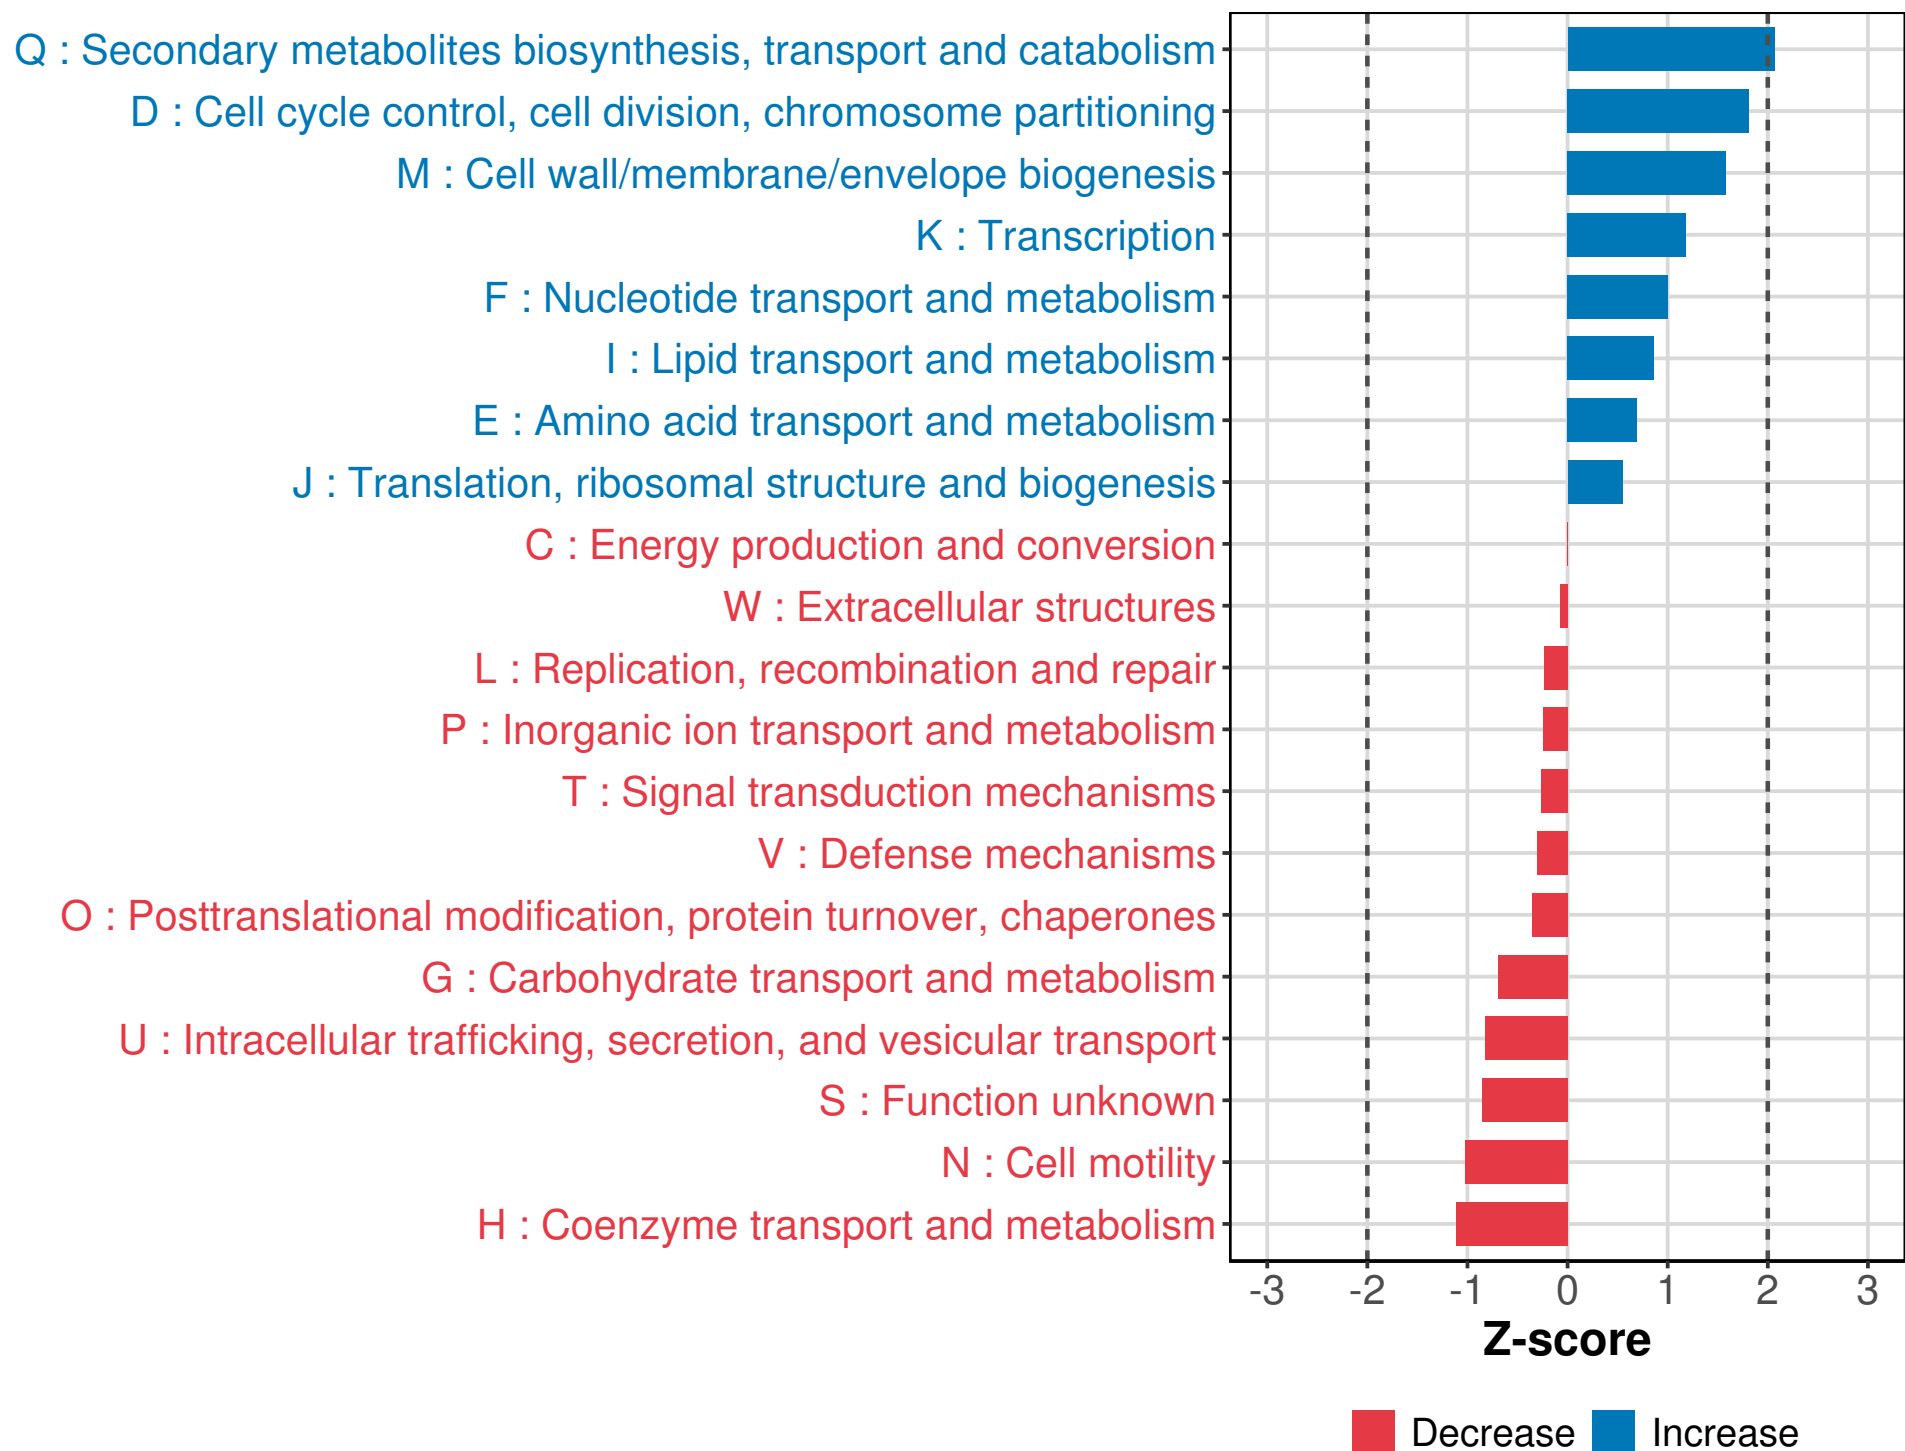 Q : Secondary metabolites biosynthesis, transport and catabolism
D : Cell cycle control, cell division, chromosome partitioning
M : Cell wall/membrane/envelope biogenesis
K : Transcription
F : Nucleotide transport and metabolism
I : Lipid transport and metabolism
E : Amino acid transport and metabolism
J : Translation, ribosomal structure and biogenesis
C : Energy production and conversion
W : Extracellular structures
L : Replication, recombination and repair
P : Inorganic ion transport and metabolism
T : Signal transduction mechanisms
V : Defense mechanisms
O : Posttranslational modification, protein turnover, chaperones
G : Carbohydrate transport and metabolism
U : Intracellular trafficking, secretion, and vesicular transport
S : Function unknown
N : Cell motility
H : Coenzyme transport and metabolism
-3 -2 -1 0 1 2 3
Z-score
Decrease Increase